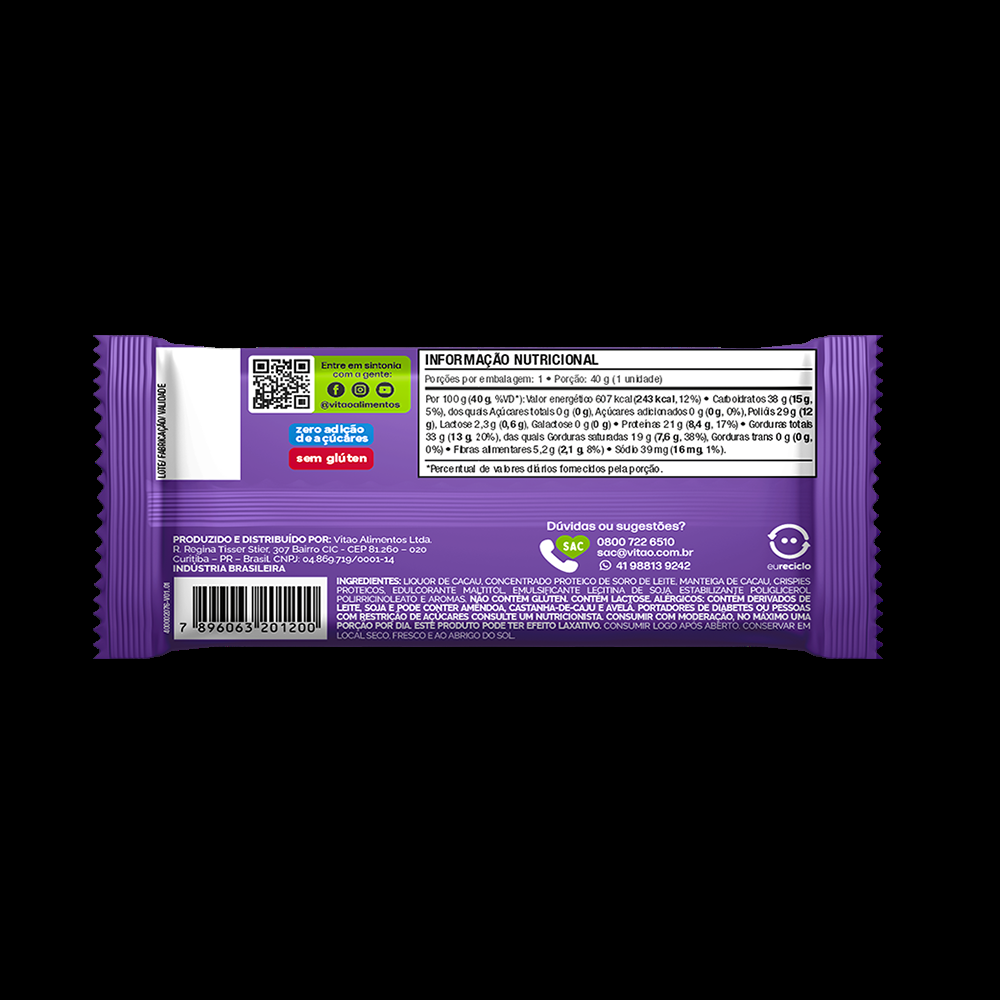 LOTE/ FABRICAÇÃO/ VALIDADE
Entre em sintonia
com a gente:
@vitaoalimentos
zero adição
de açúcares
sem glúten
INFORMAÇÃO NUTRICIONAL
Porções por embalagem: 1 • Porção: 40 g (1 unidade)
Por 100 g (40 g, %VD*): Valor energético 607 kcal (243 kcal, 12%) • Carboidratos 38 g (15 g,
5%), dos quais Açúcares totais 0 g (0 g), Açúcares adicionados 0 g (0 g, 0%), Polióis 29 g (12
g), Lactose 2,3 g (0,6 g), Galactose 0 g (0 g) • Proteínas 21 g (8,4 g, 17%) • Gorduras totais
33 g (13 g, 20%), das quais Gorduras saturadas 19 g (7,6 g, 38%), Gorduras trans 0 g (0 g,
0%) • Fibras alimentares 5,2 g (2,1 g, 8%) • Sódio 39 mg (16 mg, 1%).
*Percentual de valores diários fornecidos pela porção.
PRODUZIDO E DISTRIBUÍDO POR: Vitao Alimentos Ltda.
R. Regina Tisser Stier, 307 Bairro CIC - CEP 81.260 – 020
Curitiba – PR – Brasil. CNPJ: 04.869.719/0001-14
INDÚSTRIA BRASILEIRA
Dúvidas ou sugestões?
SAC
0800 722 6510
sac@vitao.com.br
41 98813 9242
eureciclo
7 896063 201200
INGREDIENTES: LIQUOR DE CACAU, CONCENTRADO PROTEICO DE SORO DE LEITE, MANTEIGA DE CACAU, CRISPIES
PROTEICOS, EDULCORANTE MALTITOL, EMULSIFICANTE LECITINA DE SOJA, ESTABILIZANTE POLIGLICEROL
POLIRRICINOLEATO E AROMAS. NÃO CONTÉM GLÚTEN. CONTÉM LACTOSE. ALÉRGICOS: CONTÉM DERIVADOS DE
LEITE, SOJA E PODE CONTER AMÊNDOA, CASTANHA-DE-CAJU E AVELÃ. PORTADORES DE DIABETES OU PESSOAS
COM RESTRIÇÃO DE AÇÚCARES CONSULTE UM NUTRICIONISTA. CONSUMIR COM MODERAÇÃO, NO MÁXIMO UMA
PORÇÃO POR DIA. ESTE PRODUTO PODE TER EFEITO LAXATIVO. CONSUMIR LOGO APÓS ABERTO. CONSERVAR EM
LOCAL SECO, FRESCO E AO ABRIGO DO SOL.